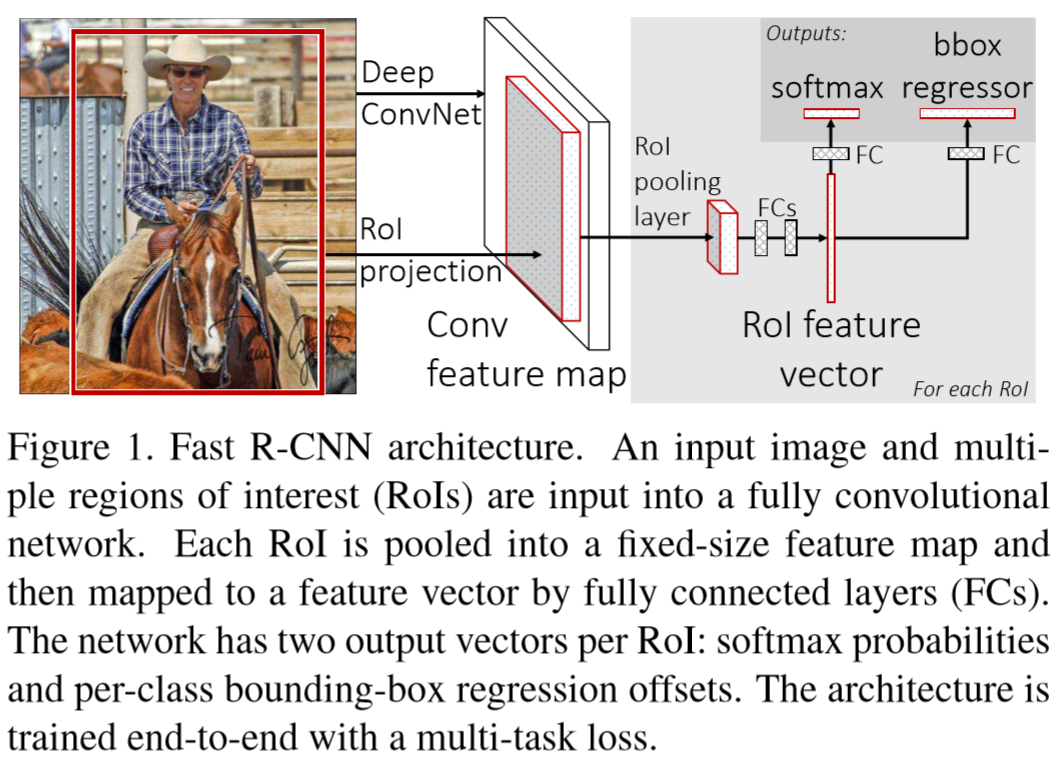 Outputs:
bbox
softmax regressor
Deep
ConvNet
FC
FC
RoI
pooling
layer
FCs
RoI
projection
Conv
feature map
RoI feature
vector
For each RoI
Figure 1. Fast R-CNN architecture. An input image and multi-
ple regions of interest (RoIs) are input into a fully convolutional
network. Each RoI is pooled into a fixed-size feature map and
then mapped to a feature vector by fully connected layers (FCs).
The network has two output vectors per RoI: softmax probabilities
and per-class bounding-box regression offsets. The architecture is
trained end-to-end with a multi-task loss.